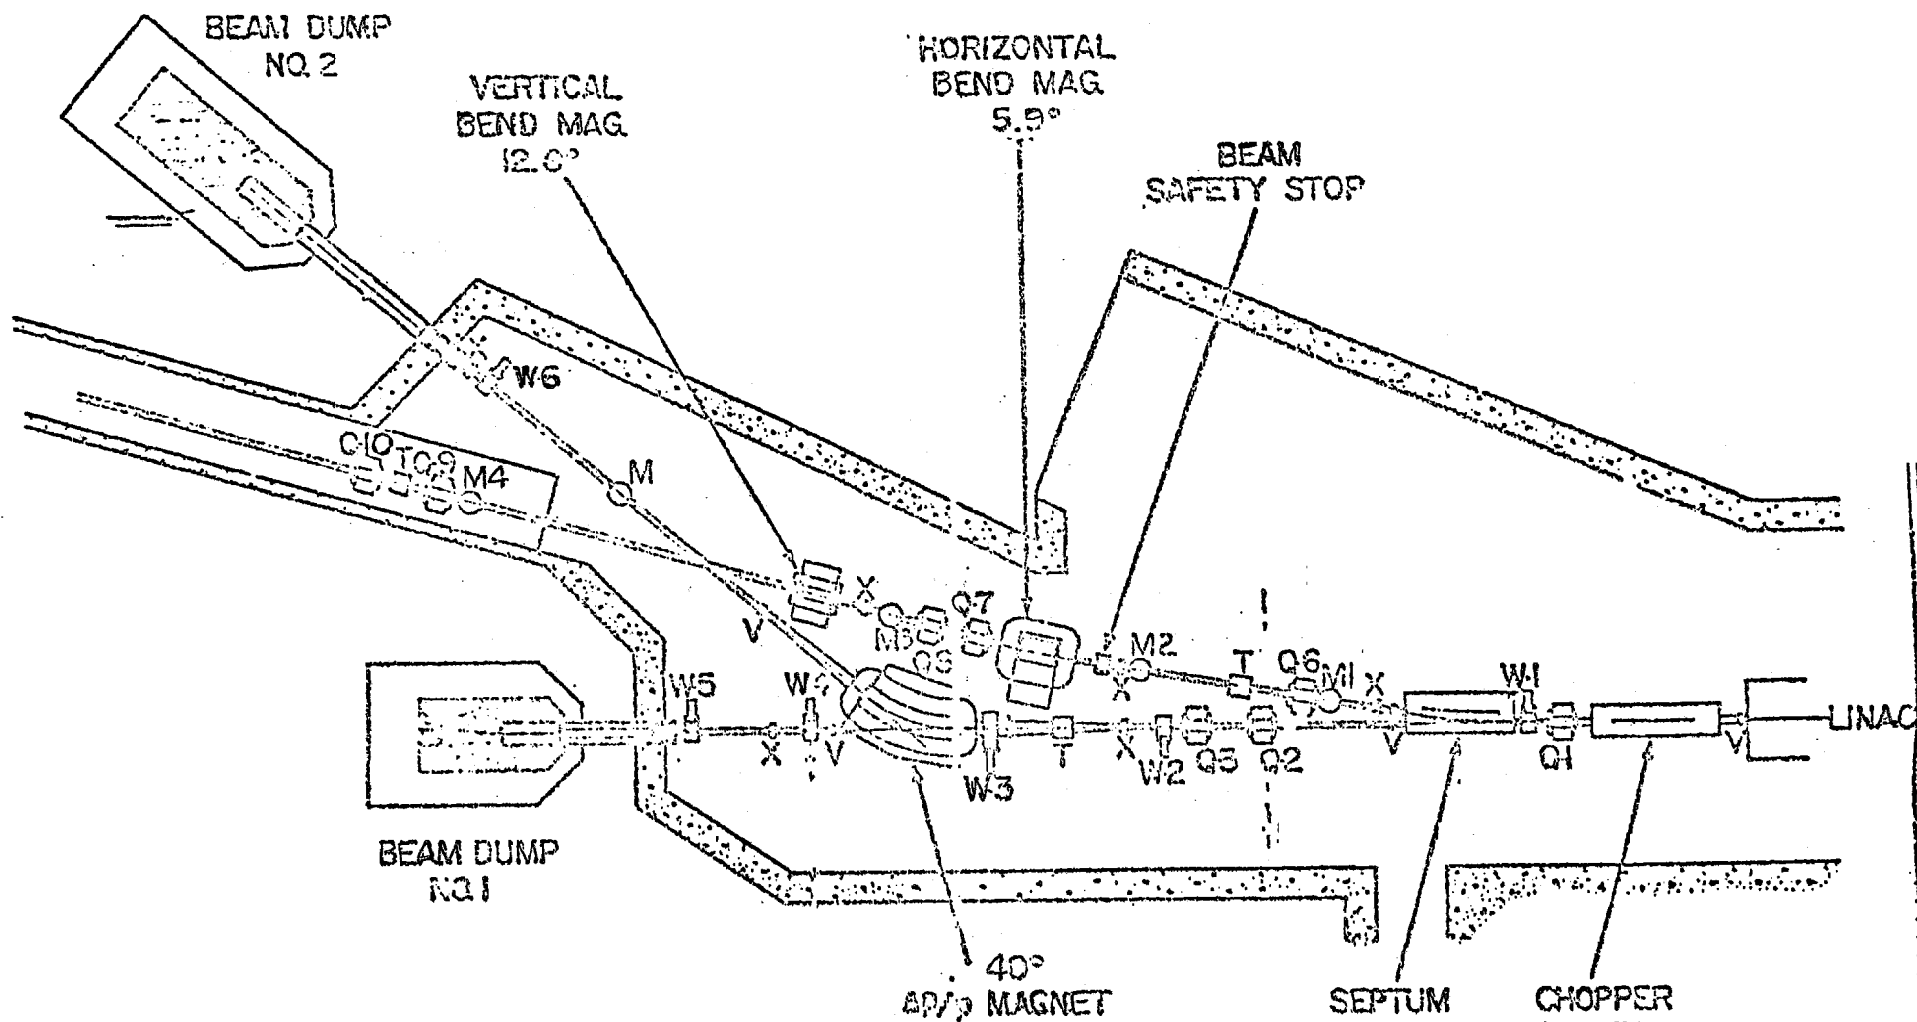 BEAM DUMP
NO. 2
VERTICAL
BEND MAG.
12.0°
HORIZONTAL
BEND MAG.
5.9°
BEAM
SAFETY STOP
W6
Q10
T
Q9
M4
M
X
Q7
M2
T
Q6
M1
X
W1
V
M3
Q8
X
W5
X
V
W3
T
X
W2
Q3
Q2
V
Q1
V
LINAC
BEAM DUMP
NO. 1
40°
ΔP/P MAGNET
SEPTUM
CHOPPER